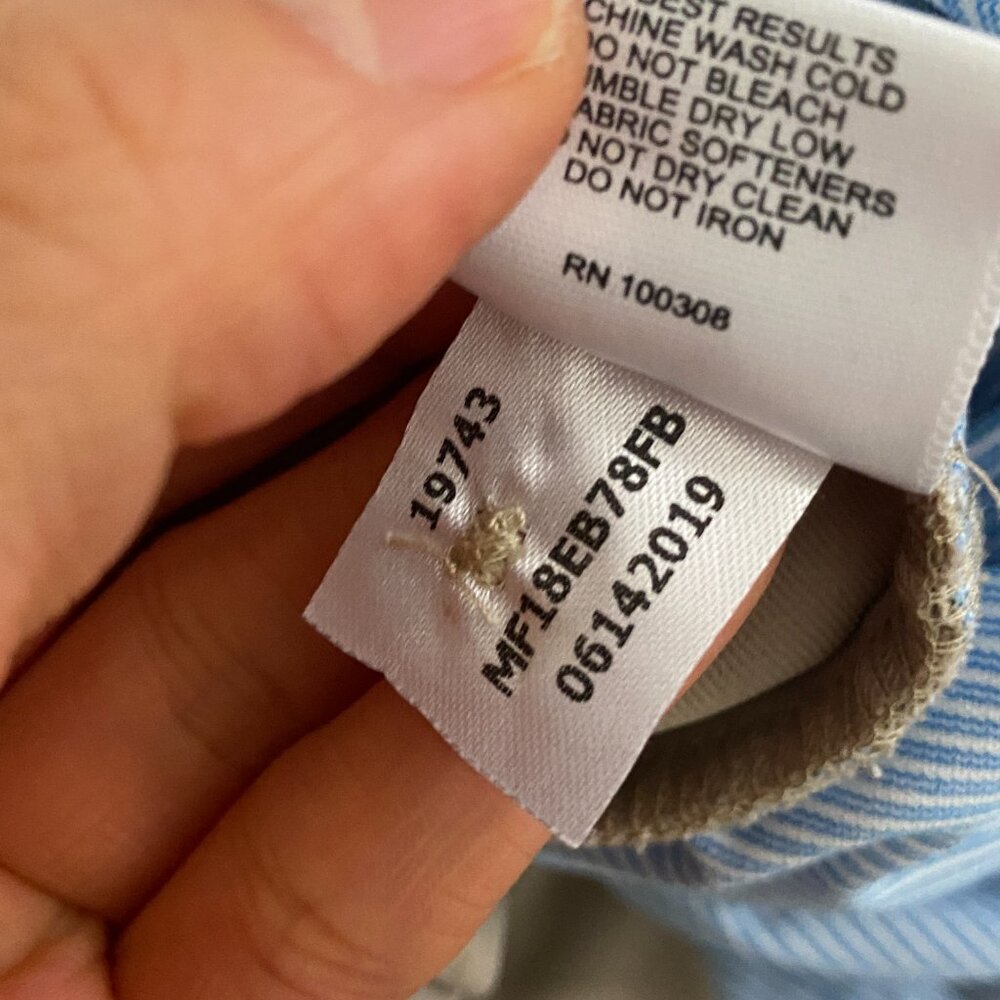 BEST RESULTS
CHINE WASH COLD
DO NOT BLEACH
UMBLE DRY LOW
ABRIC SOFTENERS
NOT DRY CLEAN
DO NOT IRON
RN 100308
19743
MF18EB78FB
06142019